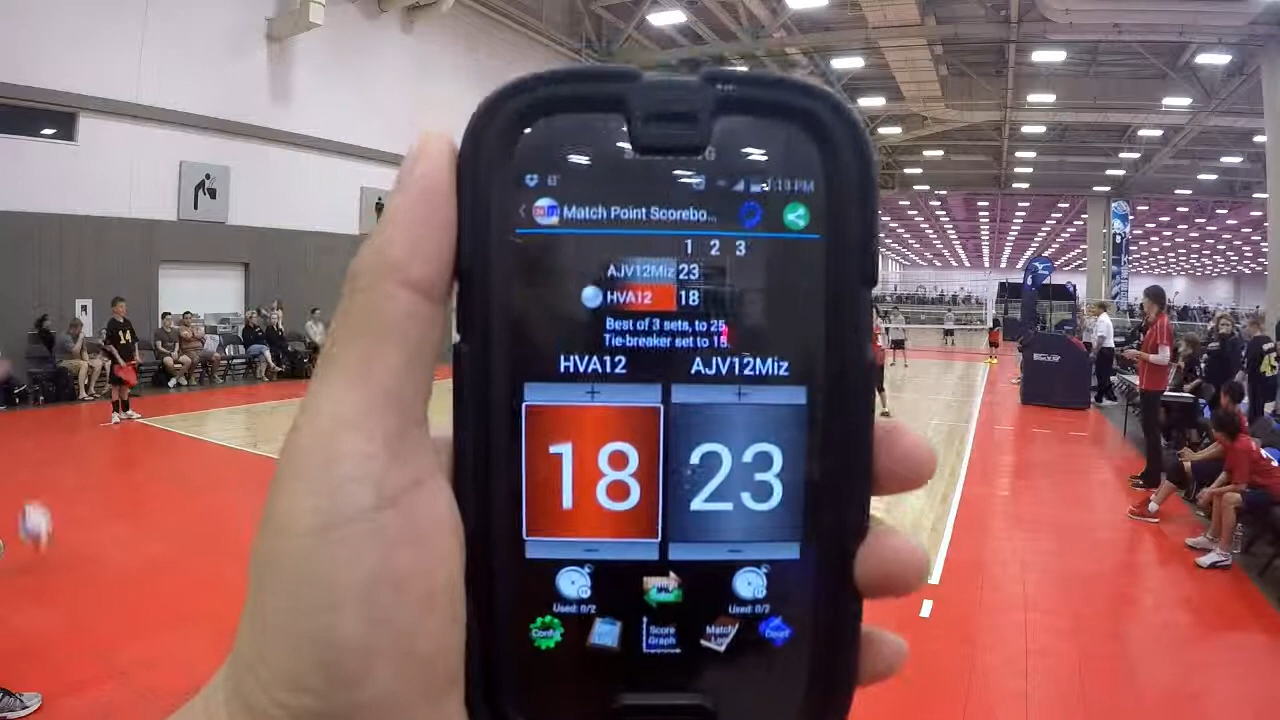 SAMSUNG
:13 PM
Match Point Scorebo...
1 2 3
AJV12Miz 23
HVA12 18
Best of 3 sets, to 25,
Tie-breaker set to 15.
HVA12 AJV12Miz
+ +
18 23
- -
Used: 0/2 Used: 0/2
Config Score Graph Match Log Court
14